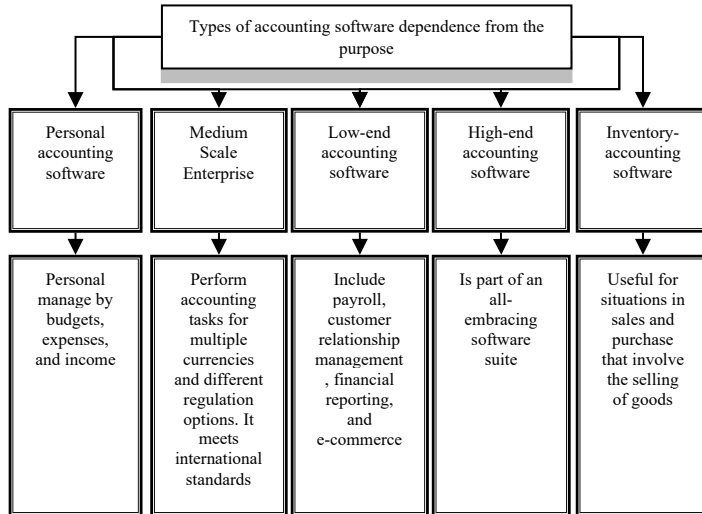 Types of accounting software dependence from the
purpose
Personal
accounting
software
Medium
Scale
Enterprise
Low-end
accounting
software
High-end
accounting
software
Inventory-
accounting
software
Personal
manage by
budgets,
expenses,
and income
Perform
accounting
tasks for
multiple
currencies
and different
regulation
options. It
meets
international
standards
Include
payroll,
customer
relationship
management
, financial
reporting,
and
e-commerce
Is part of an
all-
embracing
software
suite
Useful for
situations in
sales and
purchase
that involve
the selling
of goods